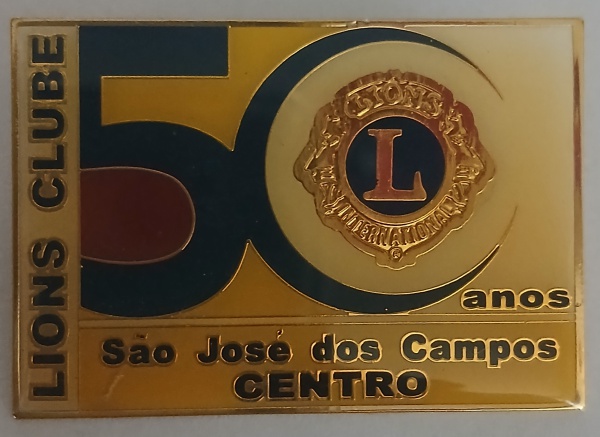 LIONS CLUBE
50
LIONS
L
INTERNATIONAL
®
anos
São José dos Campos
CENTRO